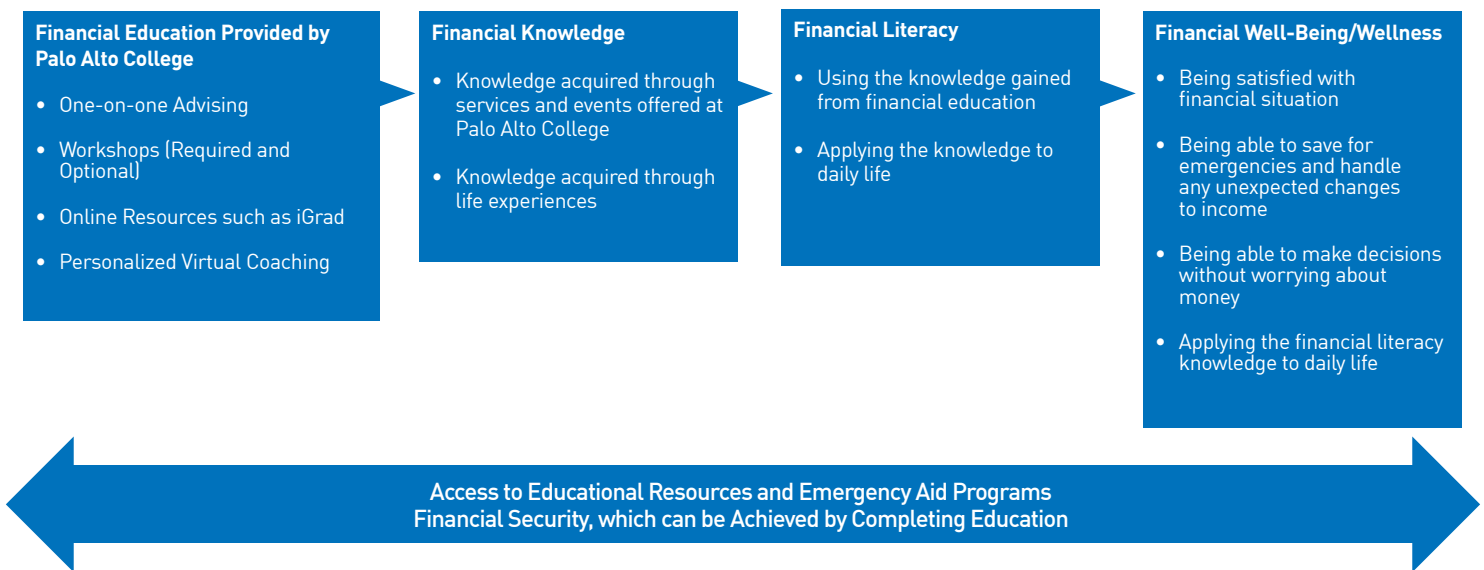 Financial Education Provided by
Palo Alto College
• One-on-one Advising
• Workshops (Required and
Optional)
• Online Resources such as iGrad
• Personalized Virtual Coaching
Financial Knowledge
• Knowledge acquired through
services and events offered at
Palo Alto College
• Knowledge acquired through
life experiences
Financial Literacy
• Using the knowledge gained
from financial education
• Applying the knowledge to
daily life
Financial Well-Being/Wellness
• Being satisfied with
financial situation
• Being able to save for
emergencies and handle
any unexpected changes
to income
• Being able to make decisions
without worrying about
money
• Applying the financial literacy
knowledge to daily life
Access to Educational Resources and Emergency Aid Programs
Financial Security, which can be Achieved by Completing Education